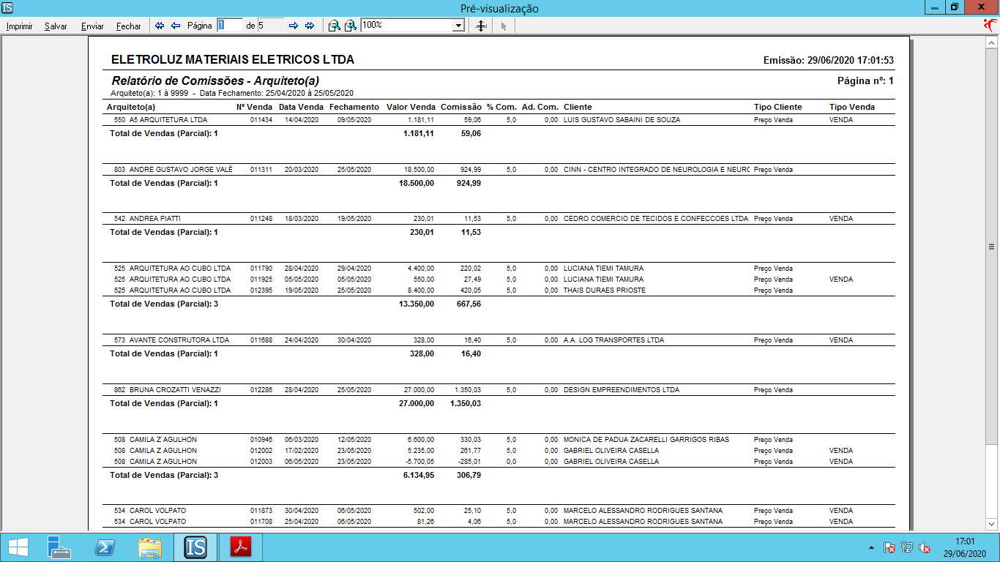 IS Pré-visualização
Imprimir Salvar Enviar Fechar Página 1 de 5 100%
ELETROLUZ MATERIAIS ELETRICOS LTDA Emissão: 29/06/2020 17:01:53
Relatório de Comissões - Arquiteto(a) Página nº: 1
Arquiteto(a): 1 à 9999 - Data Fechamento: 25/04/2020 à 25/05/2020
Arquiteto(a) Nº Venda Data Venda Fechamento Valor Venda Comissão % Com. Ad. Com. Cliente Tipo Cliente Tipo Venda
550 A5 ARQUITETURA LTDA 011434 14/04/2020 09/05/2020 1.181,11 59,06 5,0 0,00 LUIS GUSTAVO SABAINI DE SOUZA Preço Venda VENDA
Total de Vendas (Parcial): 1 1.181,11 59,06
803 ANDRÉ GUSTAVO JORGE VALÊ 011311 20/03/2020 25/05/2020 18.500,00 924,99 5,0 0,00 CINN - CENTRO INTEGRADO DE NEUROLOGIA E NEURC Preço Venda
Total de Vendas (Parcial): 1 18.500,00 924,99
542 ANDREA PIATTI 011248 18/03/2020 19/05/2020 230,01 11,53 5,0 0,00 CEDRO COMERCIO DE TECIDOS E CONFECCOES LTDA Preço Venda VENDA
Total de Vendas (Parcial): 1 230,01 11,53
525 ARQUITETURA AO CUBO LTDA 011790 28/04/2020 29/04/2020 4.400,00 220,02 5,0 0,00 LUCIANA TIEMI TAMURA Preço Venda
525 ARQUITETURA AO CUBO LTDA 011925 05/05/2020 05/05/2020 550,00 27,49 5,0 0,00 LUCIANA TIEMI TAMURA Preço Venda VENDA
525 ARQUITETURA AO CUBO LTDA 012395 19/05/2020 25/05/2020 8.400,00 420,05 5,0 0,00 THAIS DURAES PRIOSTE Preço Venda
Total de Vendas (Parcial): 3 13.350,00 667,56
573 AVANTE CONSTRUTORA LTDA 011688 24/04/2020 30/04/2020 328,00 16,40 5,0 0,00 A.A. LOG TRANSPORTES LTDA Preço Venda VENDA
Total de Vendas (Parcial): 1 328,00 16,40
862 BRUNA CROZATTI VENAZZI 012286 28/04/2020 25/05/2020 27.000,00 1.350,03 5,0 0,00 DESIGN EMPREENDIMENTOS LTDA Preço Venda
Total de Vendas (Parcial): 1 27.000,00 1.350,03
508 CAMILA Z AGULHON 010946 06/03/2020 12/05/2020 6.600,00 330,03 5,0 0,00 MONICA DE PADUA ZACARELLI GARRIGOS RIBAS Preço Venda
508 CAMILA Z AGULHON 012002 17/02/2020 23/05/2020 5.235,00 261,77 5,0 0,00 GABRIEL OLIVEIRA CASELLA Preço Venda VENDA
508 CAMILA Z AGULHON 012003 06/05/2020 23/05/2020 -5.700,05 -285,01 0,0 0,00 GABRIEL OLIVEIRA CASELLA Preço Venda VENDA
Total de Vendas (Parcial): 3 6.134,95 306,79
534 CAROL VOLPATO 011873 30/04/2020 06/05/2020 502,00 25,10 5,0 0,00 MARCELO ALESSANDRO RODRIGUES SANTANA Preço Venda VENDA
534 CAROL VOLPATO 011708 25/04/2020 06/05/2020 81,26 4,06 5,0 0,00 MARCELO ALESSANDRO RODRIGUES SANTANA Preço Venda VENDA
IS 17:01
29/06/2020